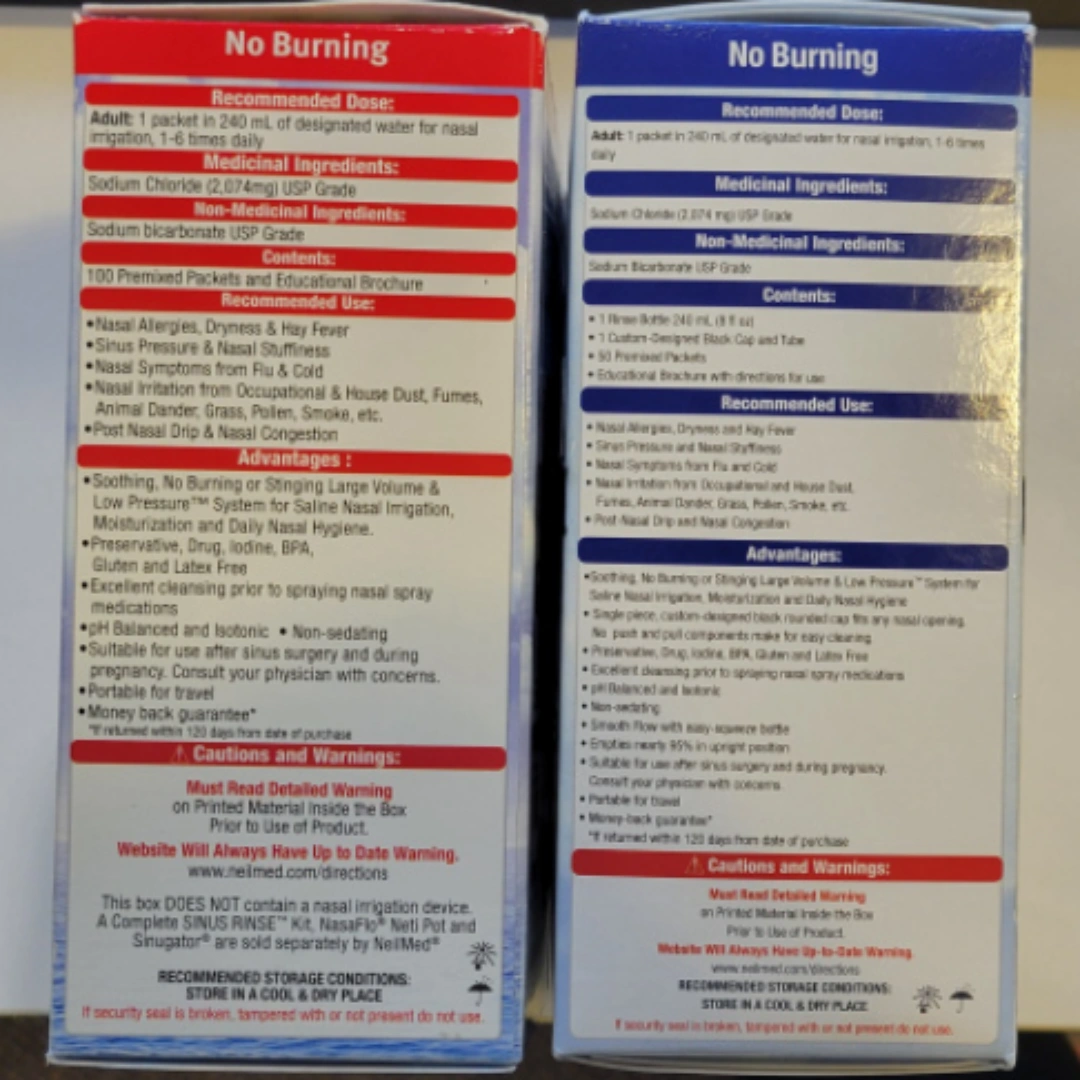 No Burning
Recommended Dose:
Adult: 1 packet in 240 mL of designated water for nasal
irrigation, 1-6 times daily
Medicinal Ingredients:
Sodium Chloride (2,074mg) USP Grade
Non-Medicinal Ingredients:
Sodium bicarbonate USP Grade
Contents:
100 Premixed Packets and Educational Brochure
Recommended Use:
•Nasal Allergies, Dryness & Hay Fever
•Sinus Pressure & Nasal Stuffiness
•Nasal Symptoms from Flu & Cold
•Nasal Irritation from Occupational & House Dust, Fumes,
Animal Dander, Grass, Pollen, Smoke, etc.
•Post Nasal Drip & Nasal Congestion
Advantages :
•Soothing, No Burning or Stinging Large Volume &
Low Pressure™ System for Saline Nasal Irrigation,
Moisturization and Daily Nasal Hygiene.
•Preservative, Drug, Iodine, BPA,
Gluten and Latex Free
•Excellent cleansing prior to spraying nasal spray
medications
•pH Balanced and Isotonic • Non-sedating
•Suitable for use after sinus surgery and during
pregnancy. Consult your physician with concerns.
•Portable for travel
•Money back guarantee*
*If returned within 120 days from date of purchase
⚠ Cautions and Warnings:
Must Read Detailed Warning
on Printed Material Inside the Box
Prior to Use of Product.
Website Will Always Have Up to Date Warning.
www.neilmed.com/directions
This box DOES NOT contain a nasal irrigation device.
A Complete SINUS RINSE™ Kit, NasaFlo® Neti Pot and
Sinugator® are sold separately by NeilMed®
RECOMMENDED STORAGE CONDITIONS:
STORE IN A COOL & DRY PLACE
If security seal is broken, tampered with or not present do not use.
No Burning
Recommended Dose:
Adult: 1 packet in 240 mL of designated water for nasal irrigation, 1-6 times
daily
Medicinal Ingredients:
Sodium Chloride (2,074 mg) USP Grade
Non-Medicinal Ingredients:
Sodium Bicarbonate USP Grade
Contents:
• 1 Rinse Bottle 240 mL (8 fl oz)
• 1 Custom-Designed Black Cap and Tube
• 50 Premixed Packets
• Educational Brochure with directions for use
Recommended Use:
• Nasal Allergies, Dryness and Hay Fever
• Sinus Pressure and Nasal Stuffiness
• Nasal Symptoms from Flu and Cold
• Nasal Irritation from Occupational and House Dust,
Fumes, Animal Dander, Grass, Pollen, Smoke, etc.
• Post-Nasal Drip and Nasal Congestion
Advantages:
•Soothing, No Burning or Stinging Large Volume & Low Pressure™ System for
Saline Nasal Irrigation, Moisturization and Daily Nasal Hygiene
• Single piece, custom-designed black rounded cap fits any nasal opening.
No push and pull components make for easy cleaning
• Preservative, Drug, Iodine, BPA, Gluten and Latex Free
• Excellent cleansing prior to spraying nasal spray medications
• pH Balanced and Isotonic
• Non-sedating
• Smooth Flow with easy-squeeze bottle
• Empties nearly 95% in upright position
• Suitable for use after sinus surgery and during pregnancy.
Consult your physician with concerns.
• Portable for travel
• Money-back guarantee*
*If returned within 120 days from date of purchase
⚠ Cautions and Warnings:
Must Read Detailed Warning
on Printed Material Inside the Box
Prior to Use of Product.
Website Will Always Have Up-to-Date Warning.
www.neilmed.com/directions
RECOMMENDED STORAGE CONDITIONS:
STORE IN A COOL & DRY PLACE
If security seal is broken, tampered with or not present do not use.